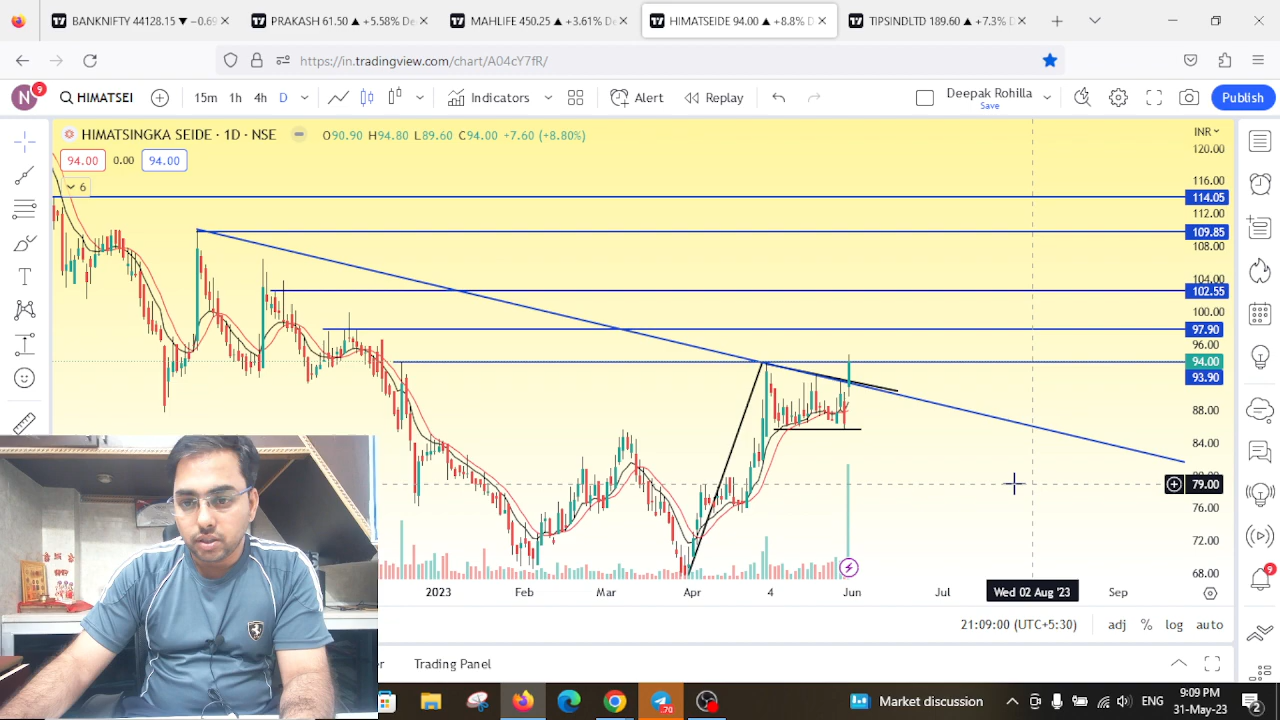 BANKNIFTY 44128.15 ▼ −0.69
PRAKASH 61.50 ▲ +5.58% De
MAHLIFE 450.25 ▲ +3.61% De
HIMATSEIDE 94.00 ▲ +8.8% D
TIPSINDLTD 189.60 ▲ +7.3% D
https://in.tradingview.com/chart/A04cY7fR/
N 9
HIMATSEI
15m 1h 4h D
Indicators
Alert
Replay
Deepak Rohilla
Save
Publish
HIMATSINGKA SEIDE · 1D · NSE
O90.90 H94.80 L89.60 C94.00 +7.60 (+8.80%)
INR
94.00 0.00 94.00
6
120.00
116.00
114.05
112.00
109.85
108.00
104.00
102.55
100.00
97.90
96.00
94.00
93.90
88.00
84.00
79.00
76.00
72.00
68.00
2023 Feb Mar Apr 4 Jun Jul Wed 02 Aug '23 Sep
21:09:00 (UTC+5:30)
adj % log auto
9
r
Trading Panel
70
Market discussion
ENG
9:09 PM
31-May-23
2